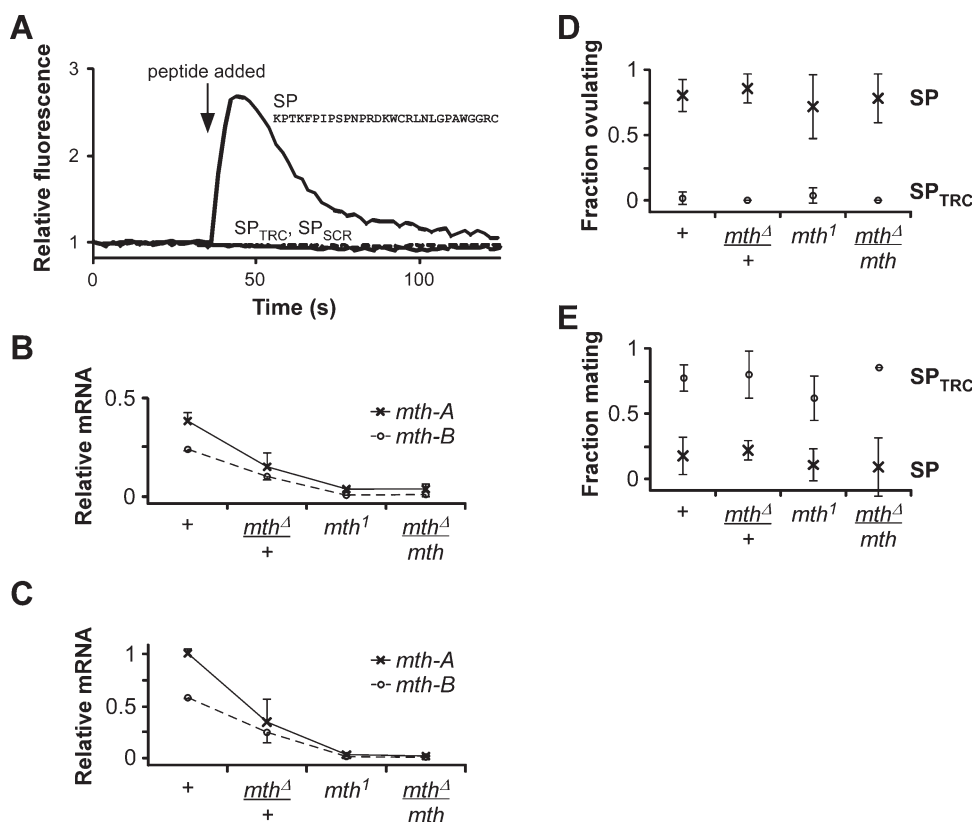 A
Relative fluorescence
3
2
1
peptide added
SP
KPTKFPIPSPNPRDKWCRLNLGPAWGGRC
SPTRC, SPSCR
0
50
100
Time (s)
B
Relative mRNA
0.5
0
mth-A
mth-B
+
mthΔ
+
mth1
mthΔ
mth
C
Relative mRNA
1
0.5
0
mth-A
mth-B
+
mthΔ
+
mth1
mthΔ
mth
D
Fraction ovulating
1
0.5
0
SP
SPTRC
+
mthΔ
+
mth1
mthΔ
mth
E
Fraction mating
1
0.5
0
SPTRC
SP
+
mthΔ
+
mth1
mthΔ
mth